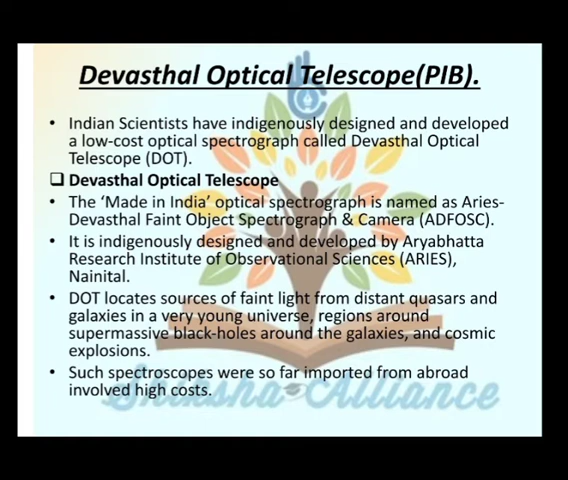 Devasthal Optical Telescope(PIB).
• Indian Scientists have indigenously designed and developed
a low-cost optical spectrograph called Devasthal Optical
Telescope (DOT).
❑ Devasthal Optical Telescope
• The ‘Made in India’ optical spectrograph is named as Aries-
Devasthal Faint Object Spectrograph & Camera (ADFOSC).
• It is indigenously designed and developed by Aryabhatta
Research Institute of Observational Sciences (ARIES),
Nainital.
• DOT locates sources of faint light from distant quasars and
galaxies in a very young universe, regions around
supermassive black-holes around the galaxies, and cosmic
explosions.
• Such spectroscopes were so far imported from abroad
involved high costs.
Shiksha Alliance